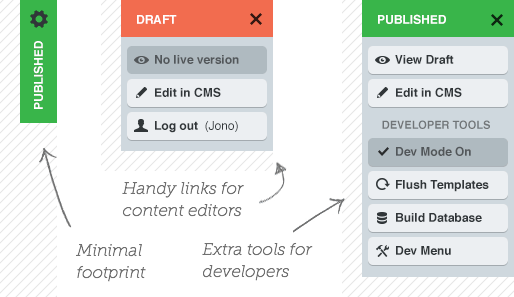 PUBLISHED
DRAFT
No live version
Edit in CMS
Log out (Jono)
PUBLISHED
View Draft
Edit in CMS
DEVELOPER TOOLS
Dev Mode On
Flush Templates
Build Database
Dev Menu
Handy links for
content editors
Minimal
footprint
Extra tools for
developers